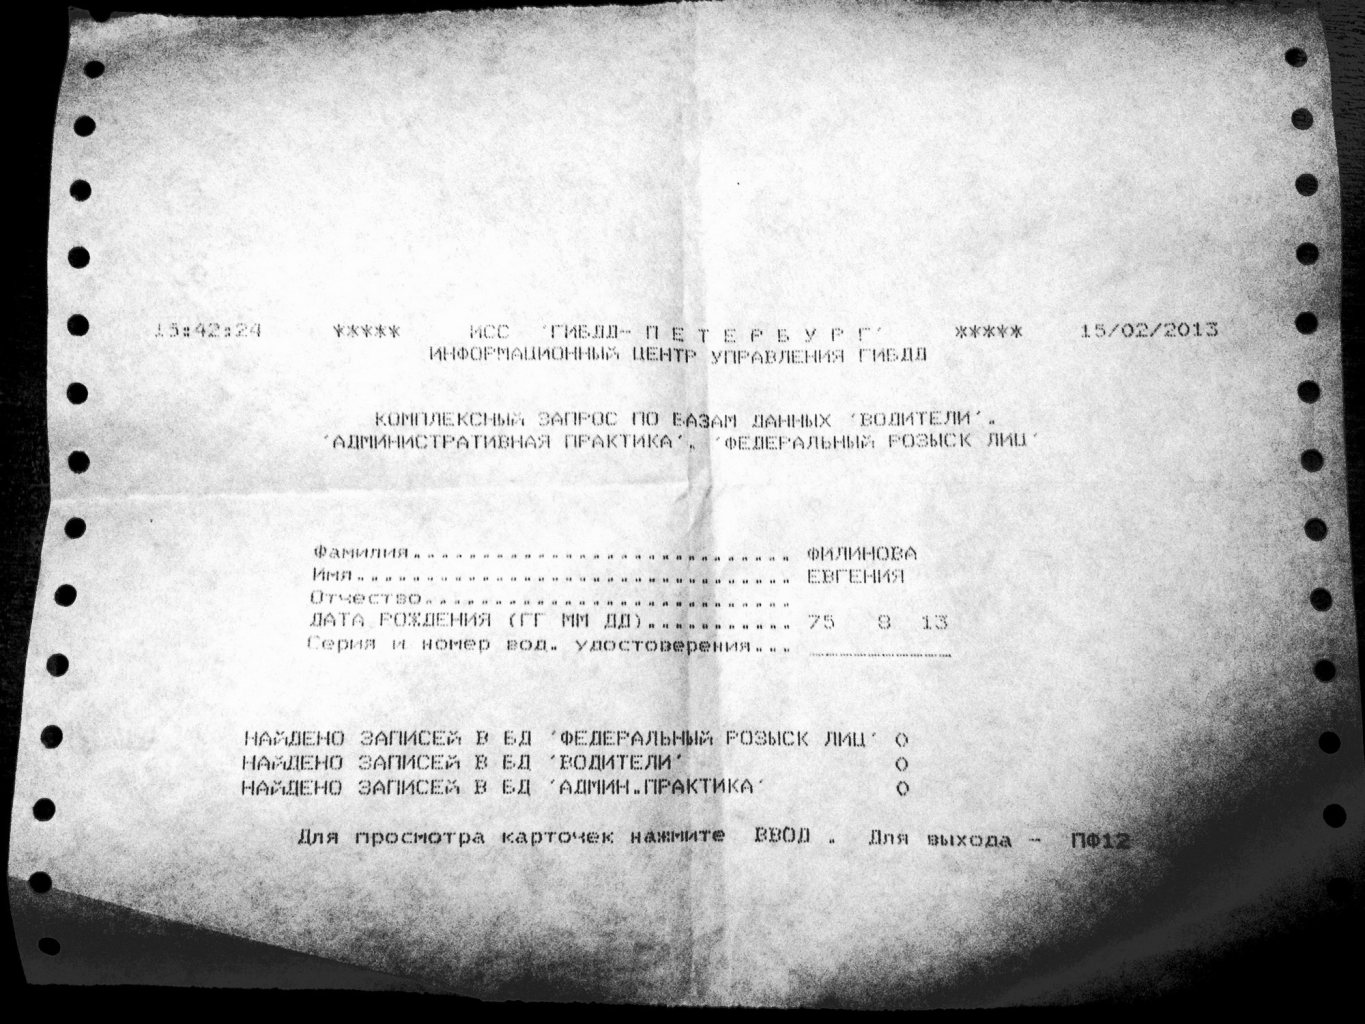 15:42:24 ***** ИСС 'ГИБДД- П Е Т Е Р Б У Р Г' ***** 15/02/2013
ИНФОРМАЦИОННЫЙ ЦЕНТР УПРАВЛЕНИЯ ГИБДД
КОМПЛЕКСНЫЙ ЗАПРОС ПО БАЗАМ ДАННЫХ 'ВОДИТЕЛИ',
'АДМИНИСТРАТИВНАЯ ПРАКТИКА', 'ФЕДЕРАЛЬНЫЙ РОЗЫСК ЛИЦ'
Фамилия............................ ФИЛИНОВА
Имя................................ ЕВГЕНИЯ
Отчество...........................
ДАТА РОЖДЕНИЯ (ГГ ММ ДД)........... 75 8 13
Серия и номер вод. удостоверения... __________
НАЙДЕНО ЗАПИСЕЙ В БД 'ФЕДЕРАЛЬНЫЙ РОЗЫСК ЛИЦ' 0
НАЙДЕНО ЗАПИСЕЙ В БД 'ВОДИТЕЛИ' 0
НАЙДЕНО ЗАПИСЕЙ В БД 'АДМИН.ПРАКТИКА' 0
Для просмотра карточек нажмите ВВОД . Для выхода - ПФ12